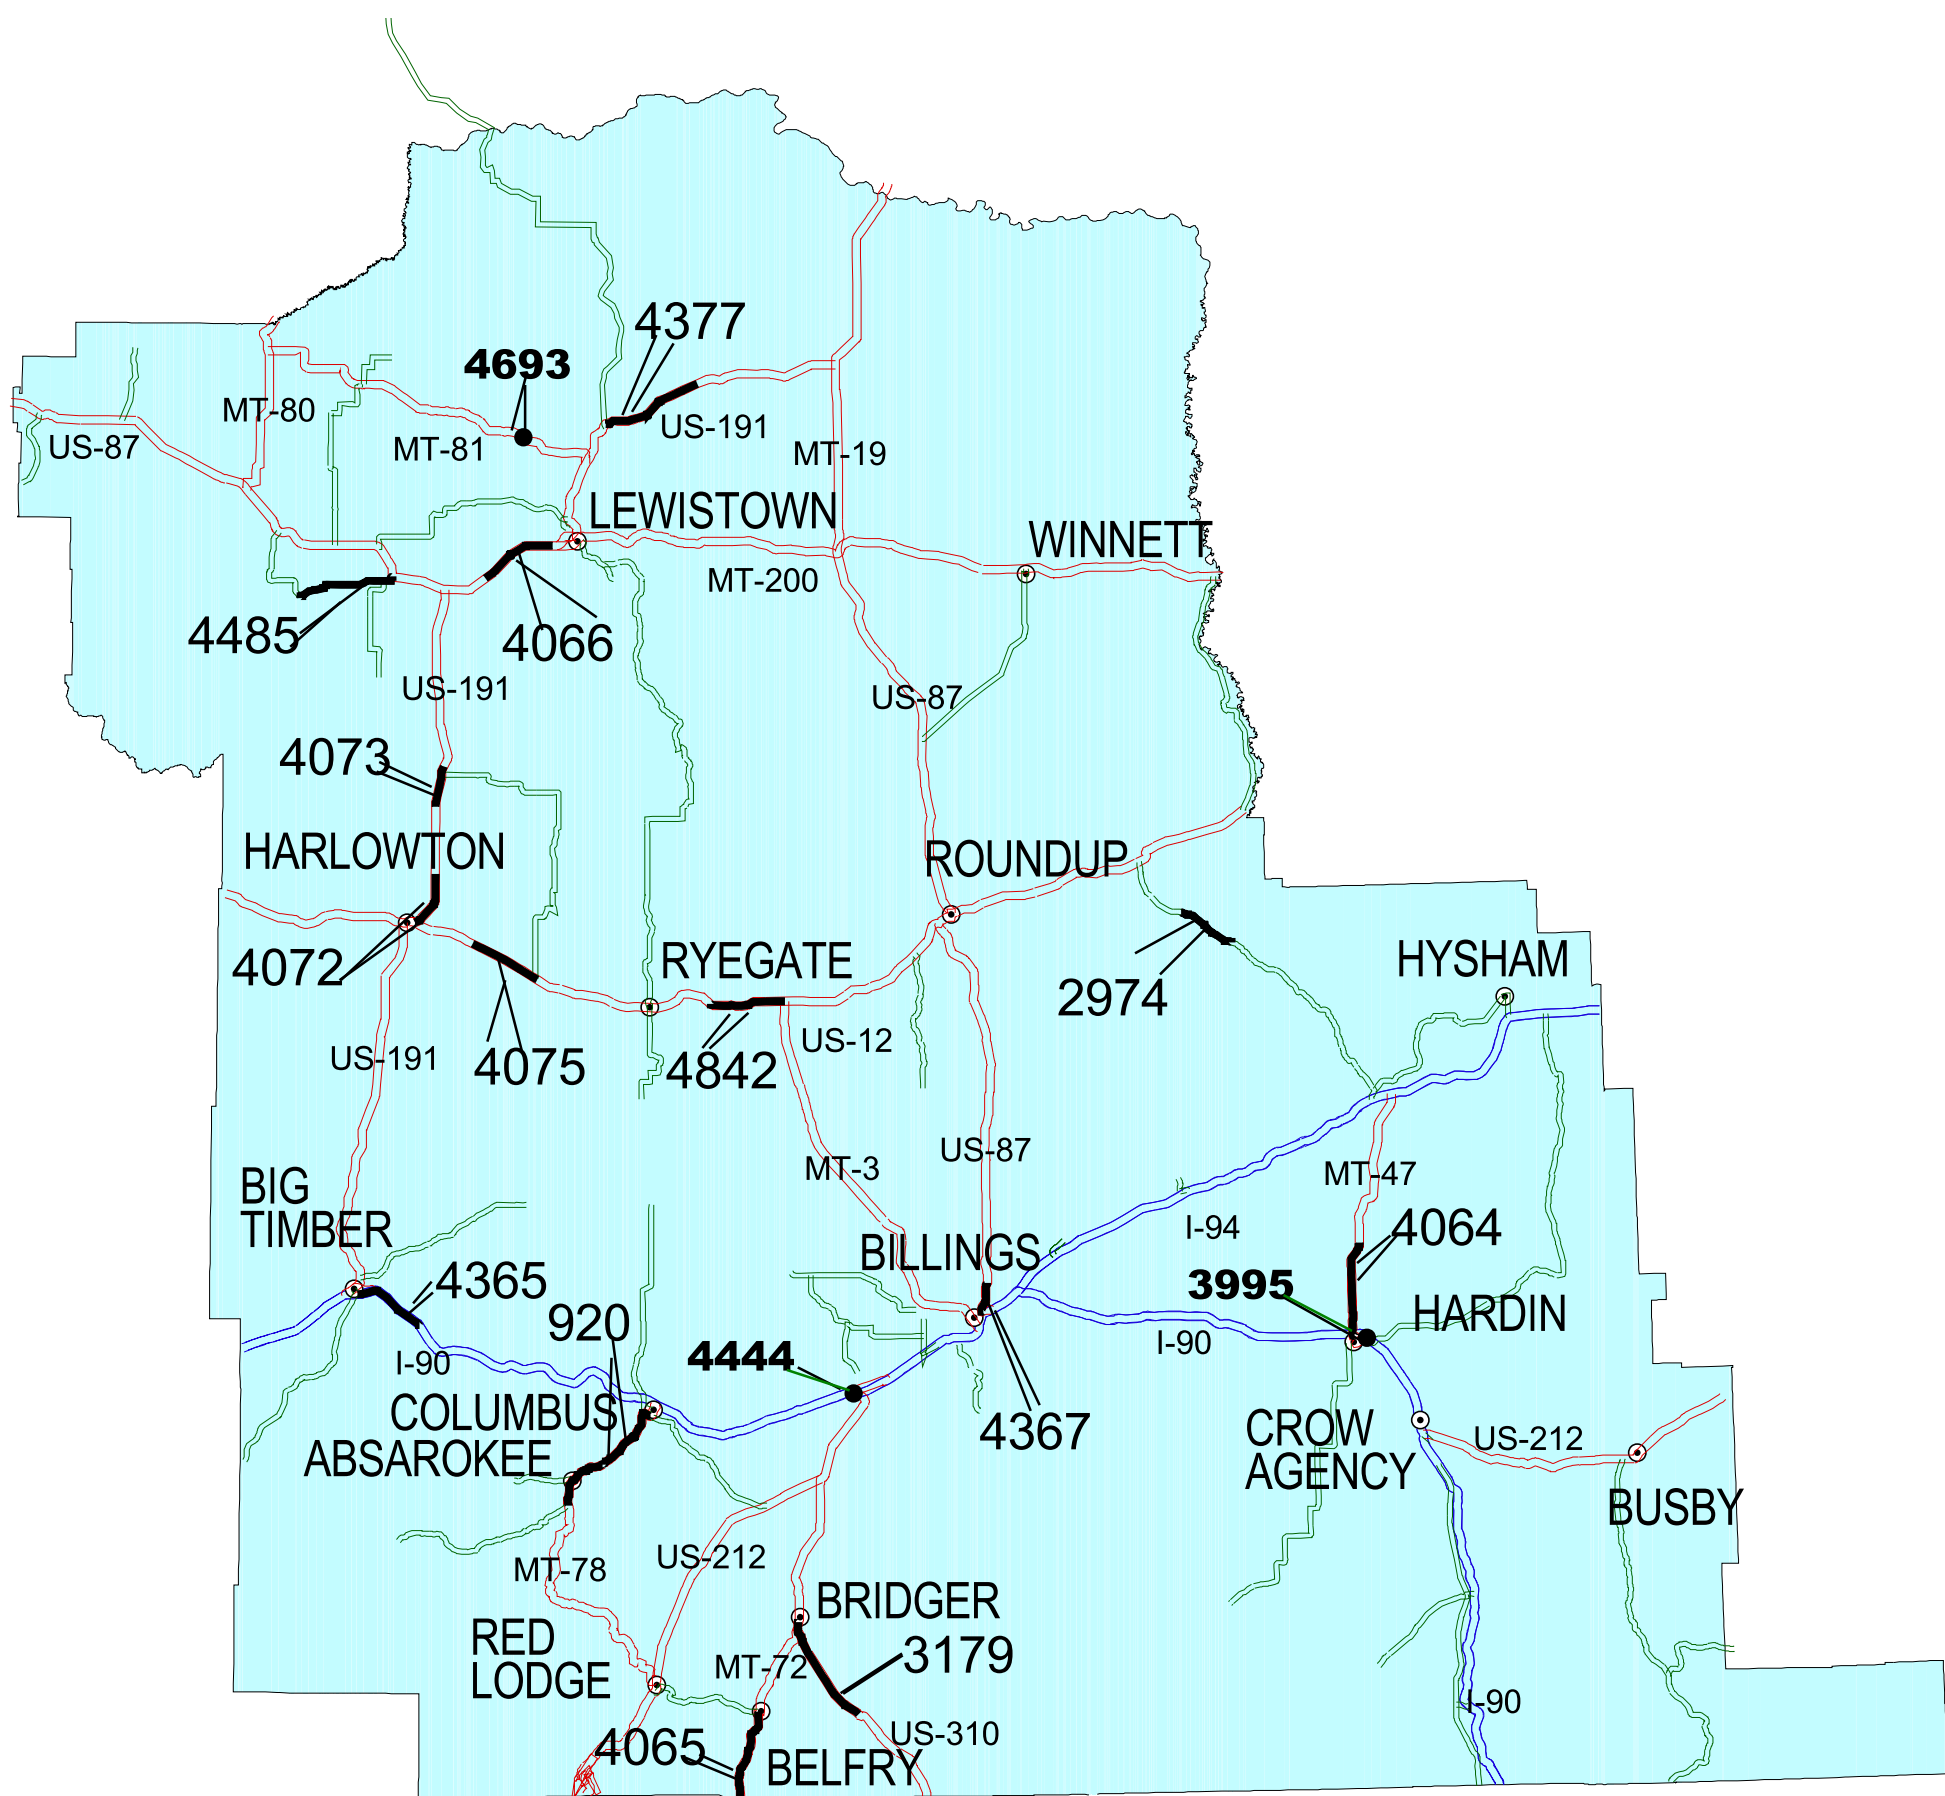 4377
4693
MT-80
US-191
US-87
MT-81
MT-19
LEWISTOWN
WINNETT
MT-200
4485
4066
US-191
US-87
4073
HARLOWTON
ROUNDUP
4072
RYEGATE
HYSHAM
2974
US-12
US-191
4075
4842
US-87
MT-3
MT-47
BIG
TIMBER
I-94
4064
BILLINGS
4365
3995
HARDIN
920
I-90
I-90
4444
COLUMBUS
4367
CROW
AGENCY
US-212
ABSAROKEE
BUSBY
MT-78
US-212
BRIDGER
RED
LODGE
3179
MT-72
I-90
US-310
4065
BELFRY